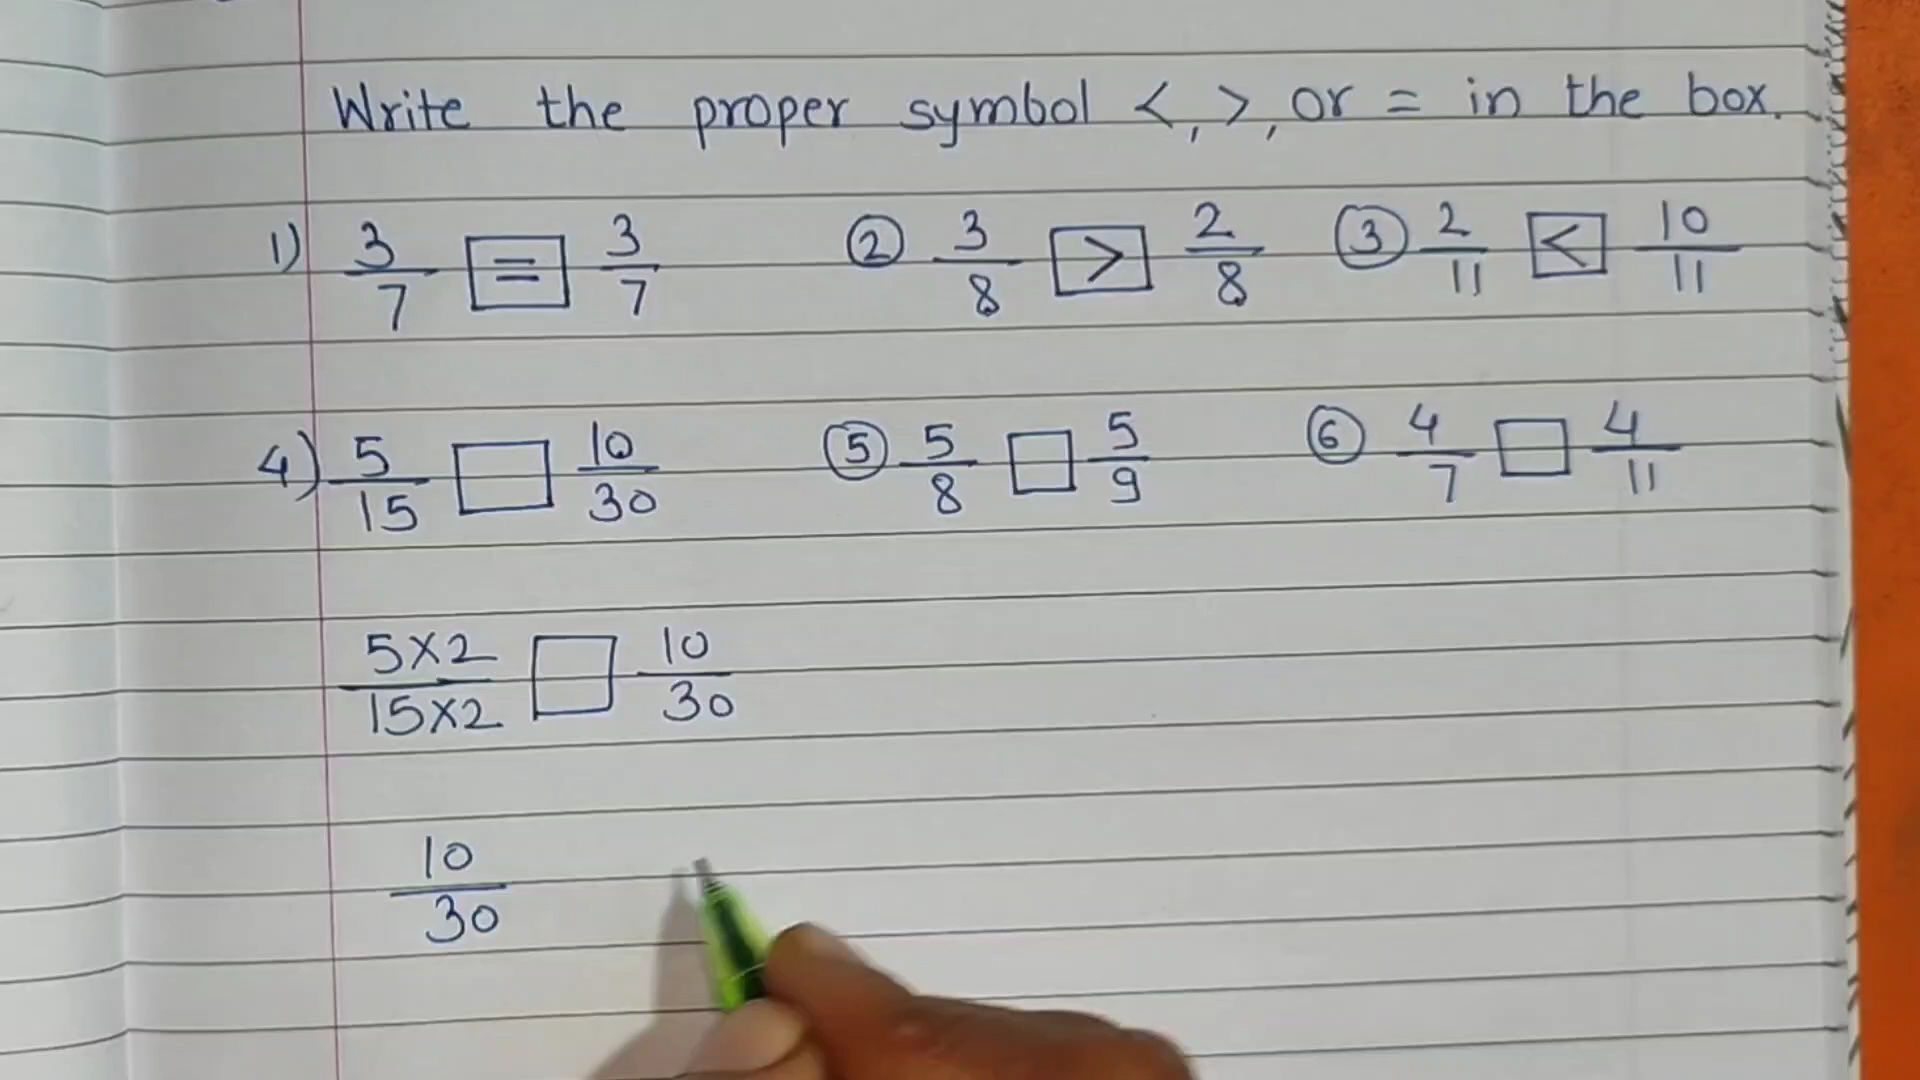 Write the proper symbol <, >, or = in the box.
1) 3/7 = 3/7 ② 3/8 > 2/8 ③ 2/11 < 10/11
4) 5/15 □ 10/30 ⑤ 5/8 □ 5/9 ⑥ 4/7 □ 4/11
5×2/15×2 □ 10/30
10/30